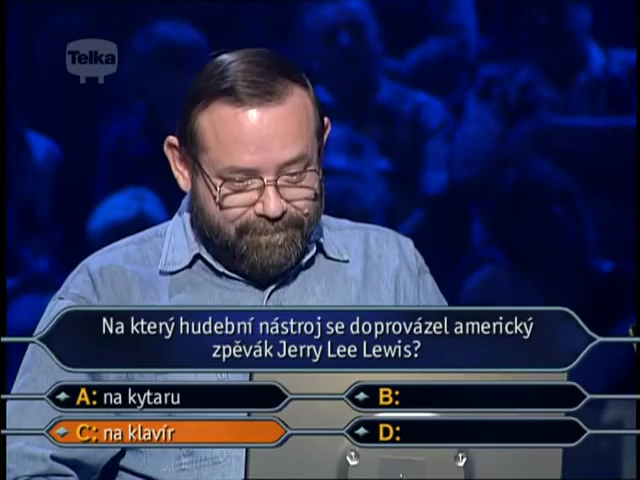 Telka
Na který hudební nástroj se doprovázel americký
zpěvák Jerry Lee Lewis?
A: na kytaru
B:
C: na klavír
D: